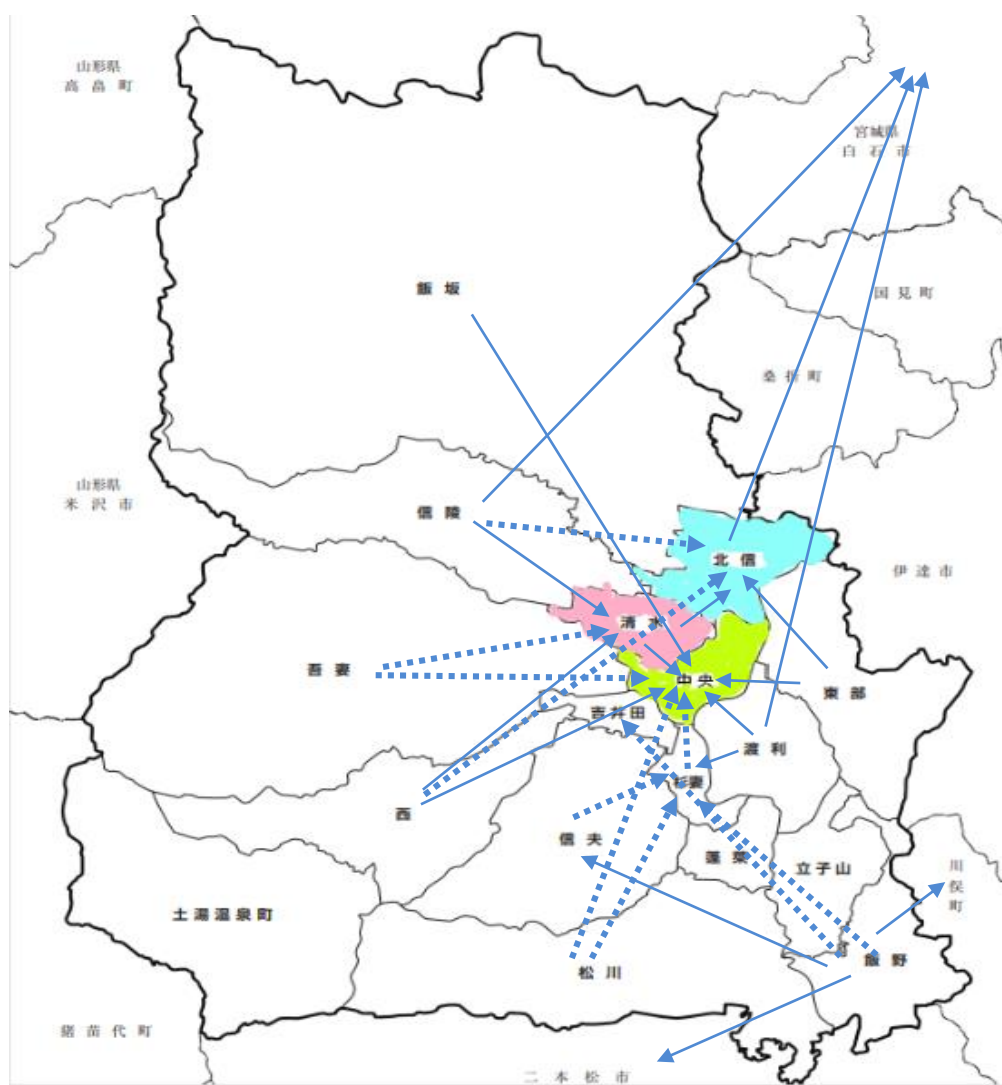 山形県
高畠町
宮城県
白石市
飯坂
国見町
桑折町
山形県
米沢市
信陵
北信
伊達市
清水
吾妻
中央
東部
吉井田
渡利
杉妻
西
信夫
蓬莱
立子山
川俣町
土湯温泉町
松川
飯野
猪苗代町
二本松市